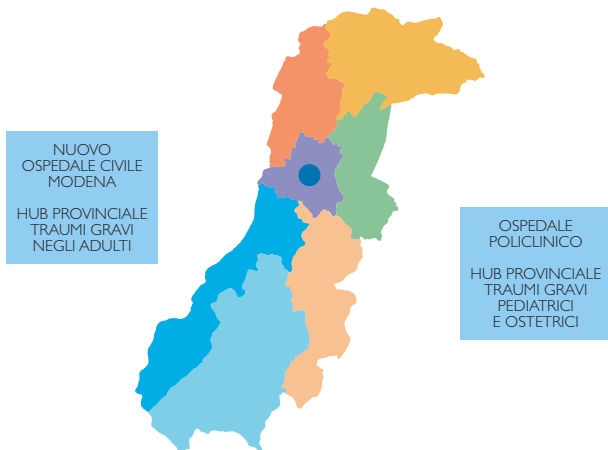 NUOVO
OSPEDALE CIVILE
MODENA
HUB PROVINCIALE
TRAUMI GRAVI
NEGLI ADULTI
OSPEDALE
POLICLINICO
HUB PROVINCIALE
TRAUMI GRAVI
PEDIATRICI
E OSTETRICI